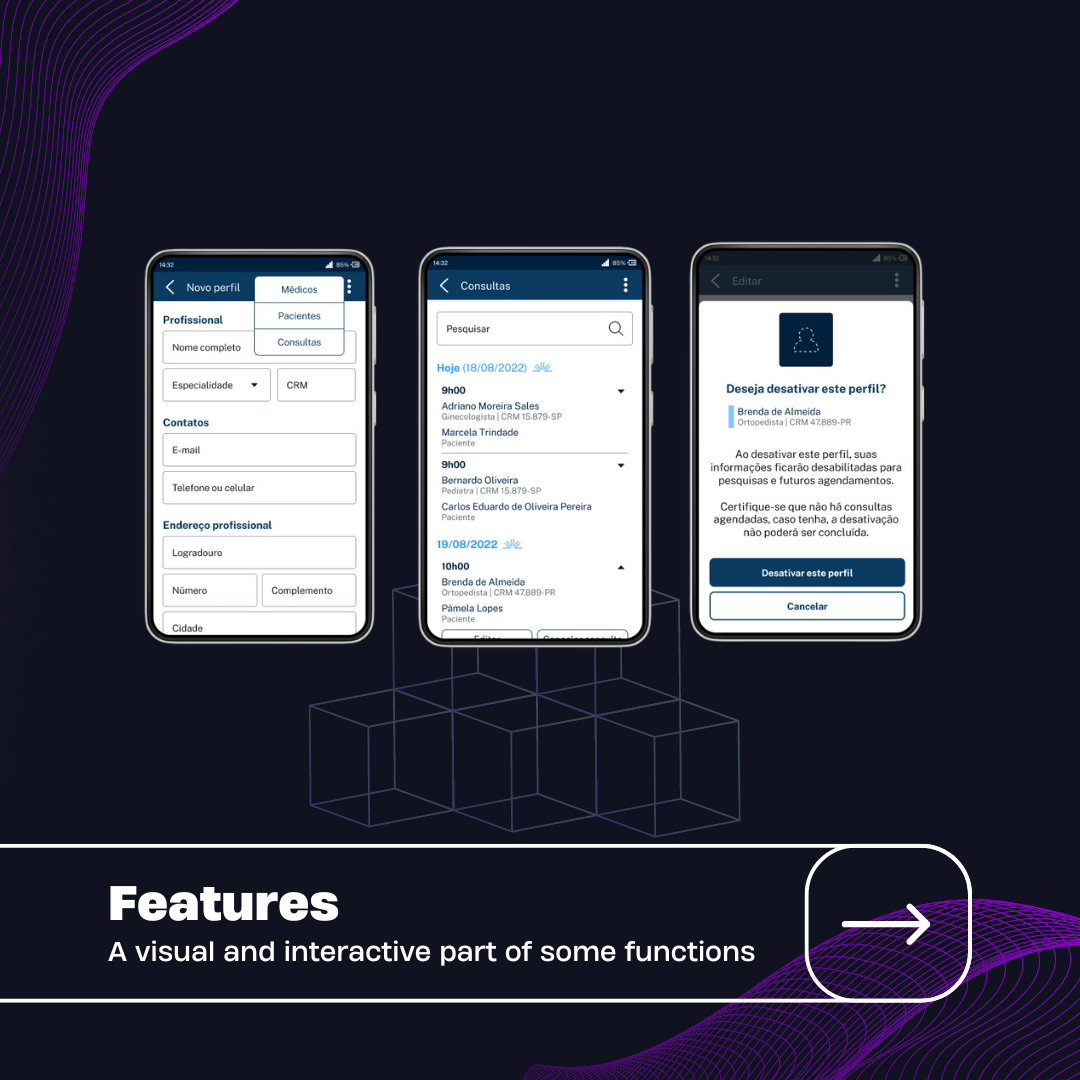 14:32
85%
Novo perfil
Médicos
Pacientes
Consultas
Profissional
Nome completo
Especialidade
CRM
Contatos
E-mail
Telefone ou celular
Endereço profissional
Logradouro
Número
Complemento
Cidade
14:32
85%
Consultas
Pesquisar
Hoje (18/08/2022)
9h00
Adriano Moreira Sales
Ginecologista | CRM 15.879-SP
Marcela Trindade
Paciente
9h00
Bernardo Oliveira
Pediatra | CRM 15.879-SP
Carlos Eduardo de Oliveira Pereira
Paciente
19/08/2022
10h00
Brenda de Almeida
Ortopedista | CRM 47.889-PR
Pâmela Lopes
Paciente
Editar
Cancelar consulta
14:32
85%
Editar
Deseja desativar este perfil?
Brenda de Almeida
Ortopedista | CRM 47.889-PR
Ao desativar este perfil, suas
informações ficarão desabilitadas para
pesquisas e futuros agendamentos.
Certifique-se que não há consultas
agendadas, caso tenha, a desativação
não poderá ser concluída.
Desativar este perfil
Cancelar
Features
A visual and interactive part of some functions